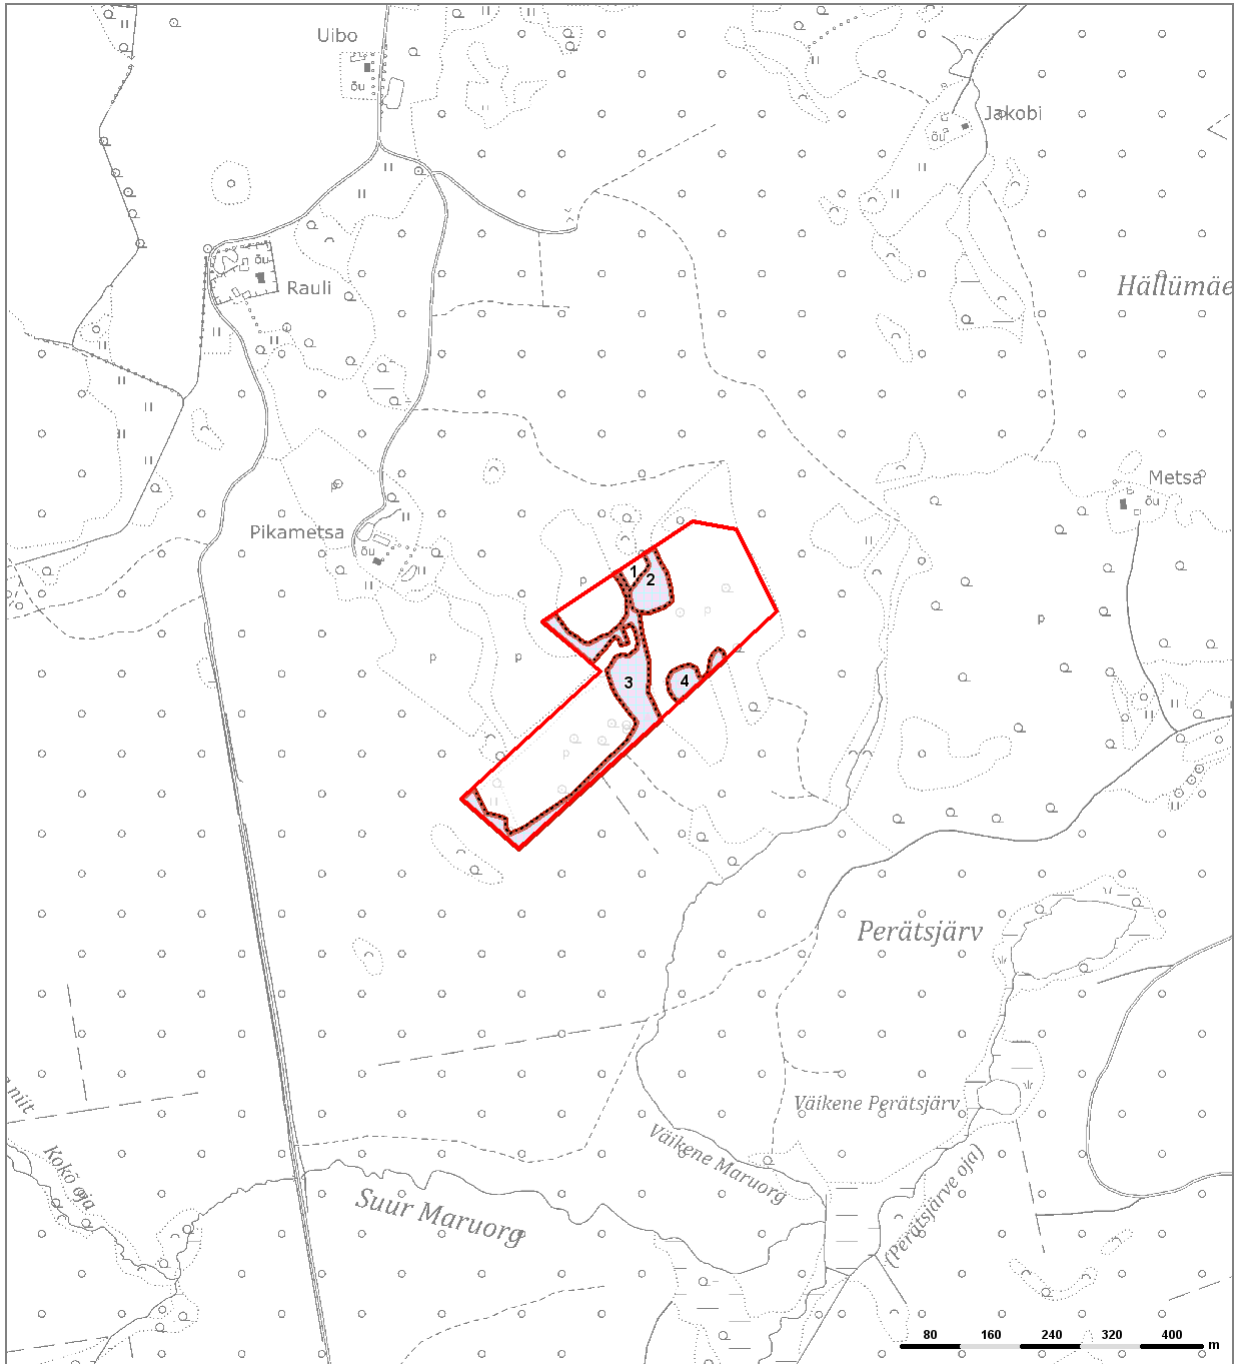 Uibo
õu
Jakobi
õu
õu
Rauli
Hällümäe
Metsa
õu
p
Pikametsa
õu
p
1
2
p
p
p
p
3
4
p
Perätsjärv
niit
Väikene Perätsjärv
Väikene Maruorg
Kokõ oja
(Perätsjärve oja)
Suur Maruorg
80 160 240 320 400 m